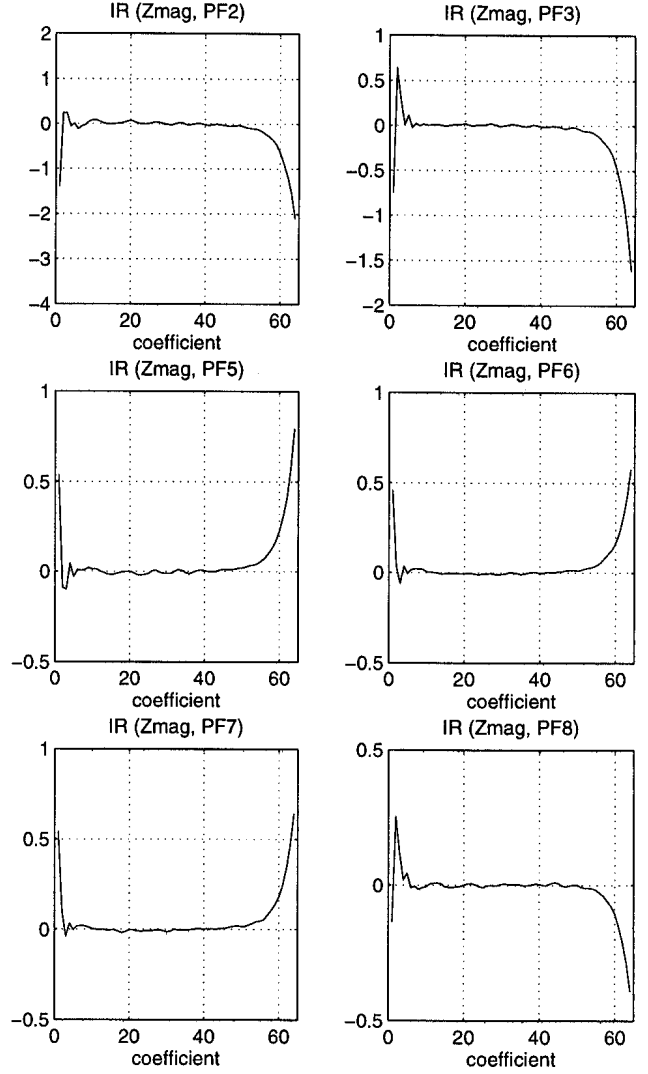 IR (Zmag, PF2)
2
1
0
−1
−2
−3
−4
0 20 40 60
coefficient
IR (Zmag, PF3)
1
0.5
0
−0.5
−1
−1.5
−2
0 20 40 60
coefficient
IR (Zmag, PF5)
1
0.5
0
−0.5
0 20 40 60
coefficient
IR (Zmag, PF6)
1
0.5
0
−0.5
0 20 40 60
coefficient
IR (Zmag, PF7)
1
0.5
0
−0.5
0 20 40 60
coefficient
IR (Zmag, PF8)
0.5
0
−0.5
0 20 40 60
coefficient